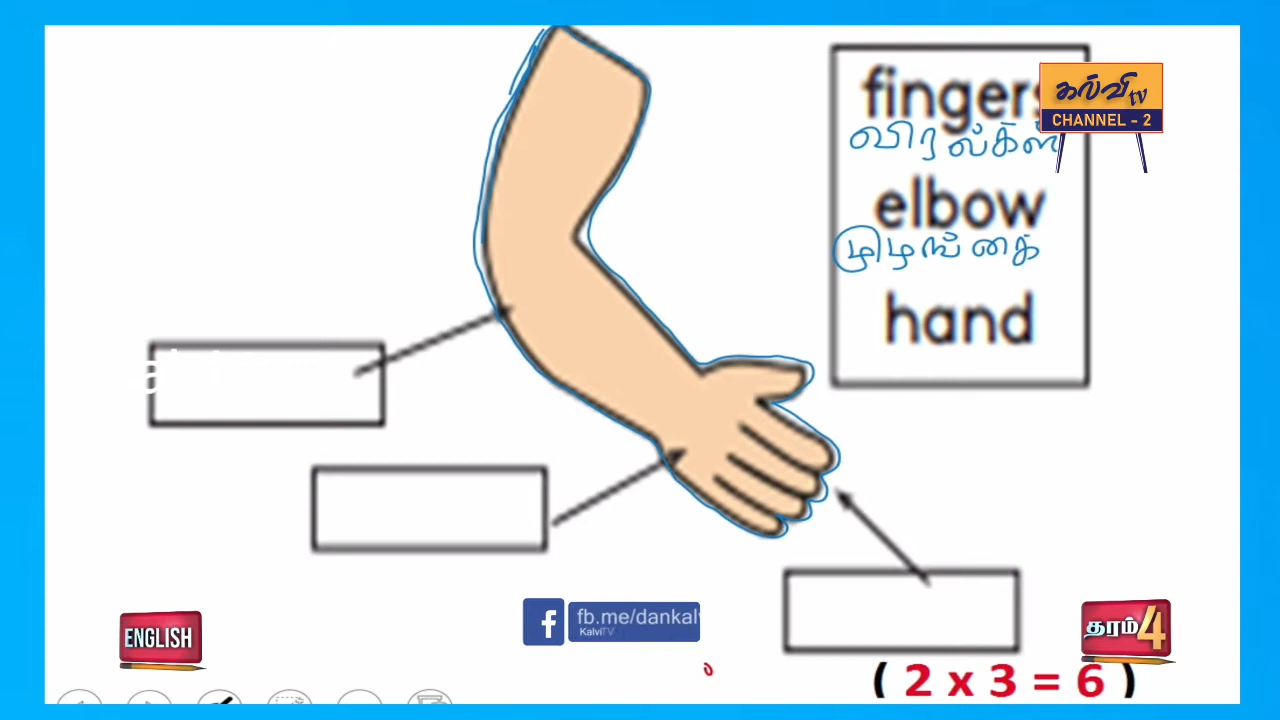 fingers
விரல்கள்
elbow
முழங்கை
hand
கல்வி tv
CHANNEL - 2
ENGLISH
f
fb.me/dankalv
KalviTV
தரம் 4
( 2 x 3 = 6 )